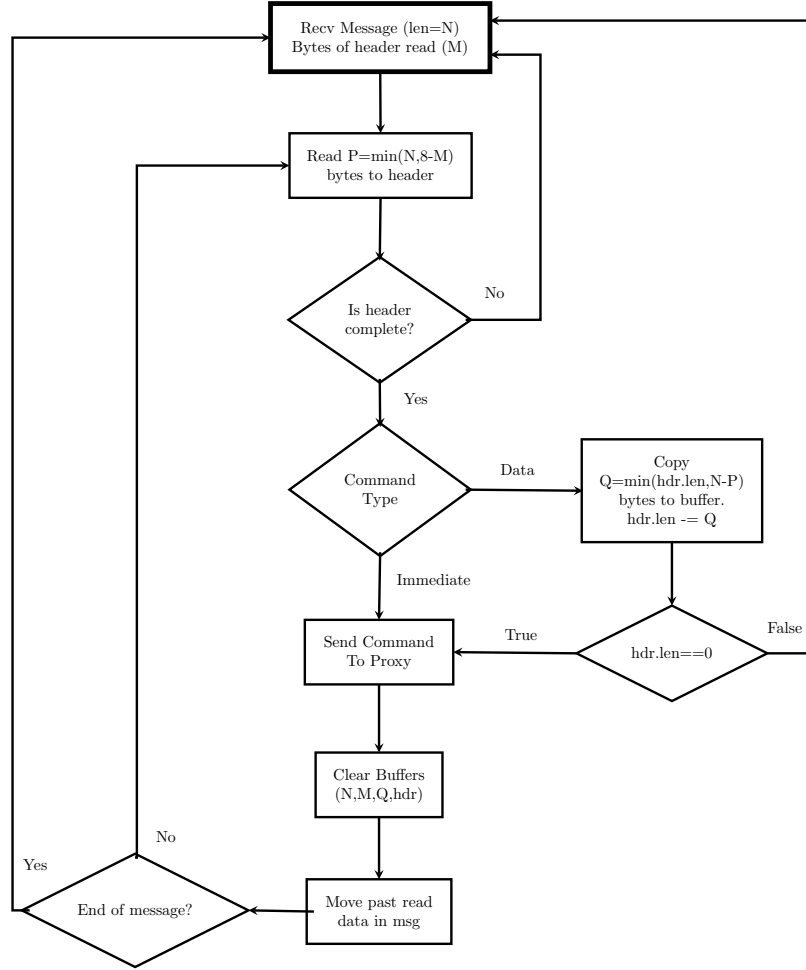 Recv Message (len=N)
Bytes of header read (M)
Read P=min(N,8-M)
bytes to header
Is header
complete?
No
Yes
Command
Type
Data
Copy
Q=min(hdr.len,N-P)
bytes to buffer.
hdr.len -= Q
Immediate
Send Command
To Proxy
True
hdr.len==0
False
Clear Buffers
(N,M,Q,hdr)
No
Yes
End of message?
Move past read
data in msg